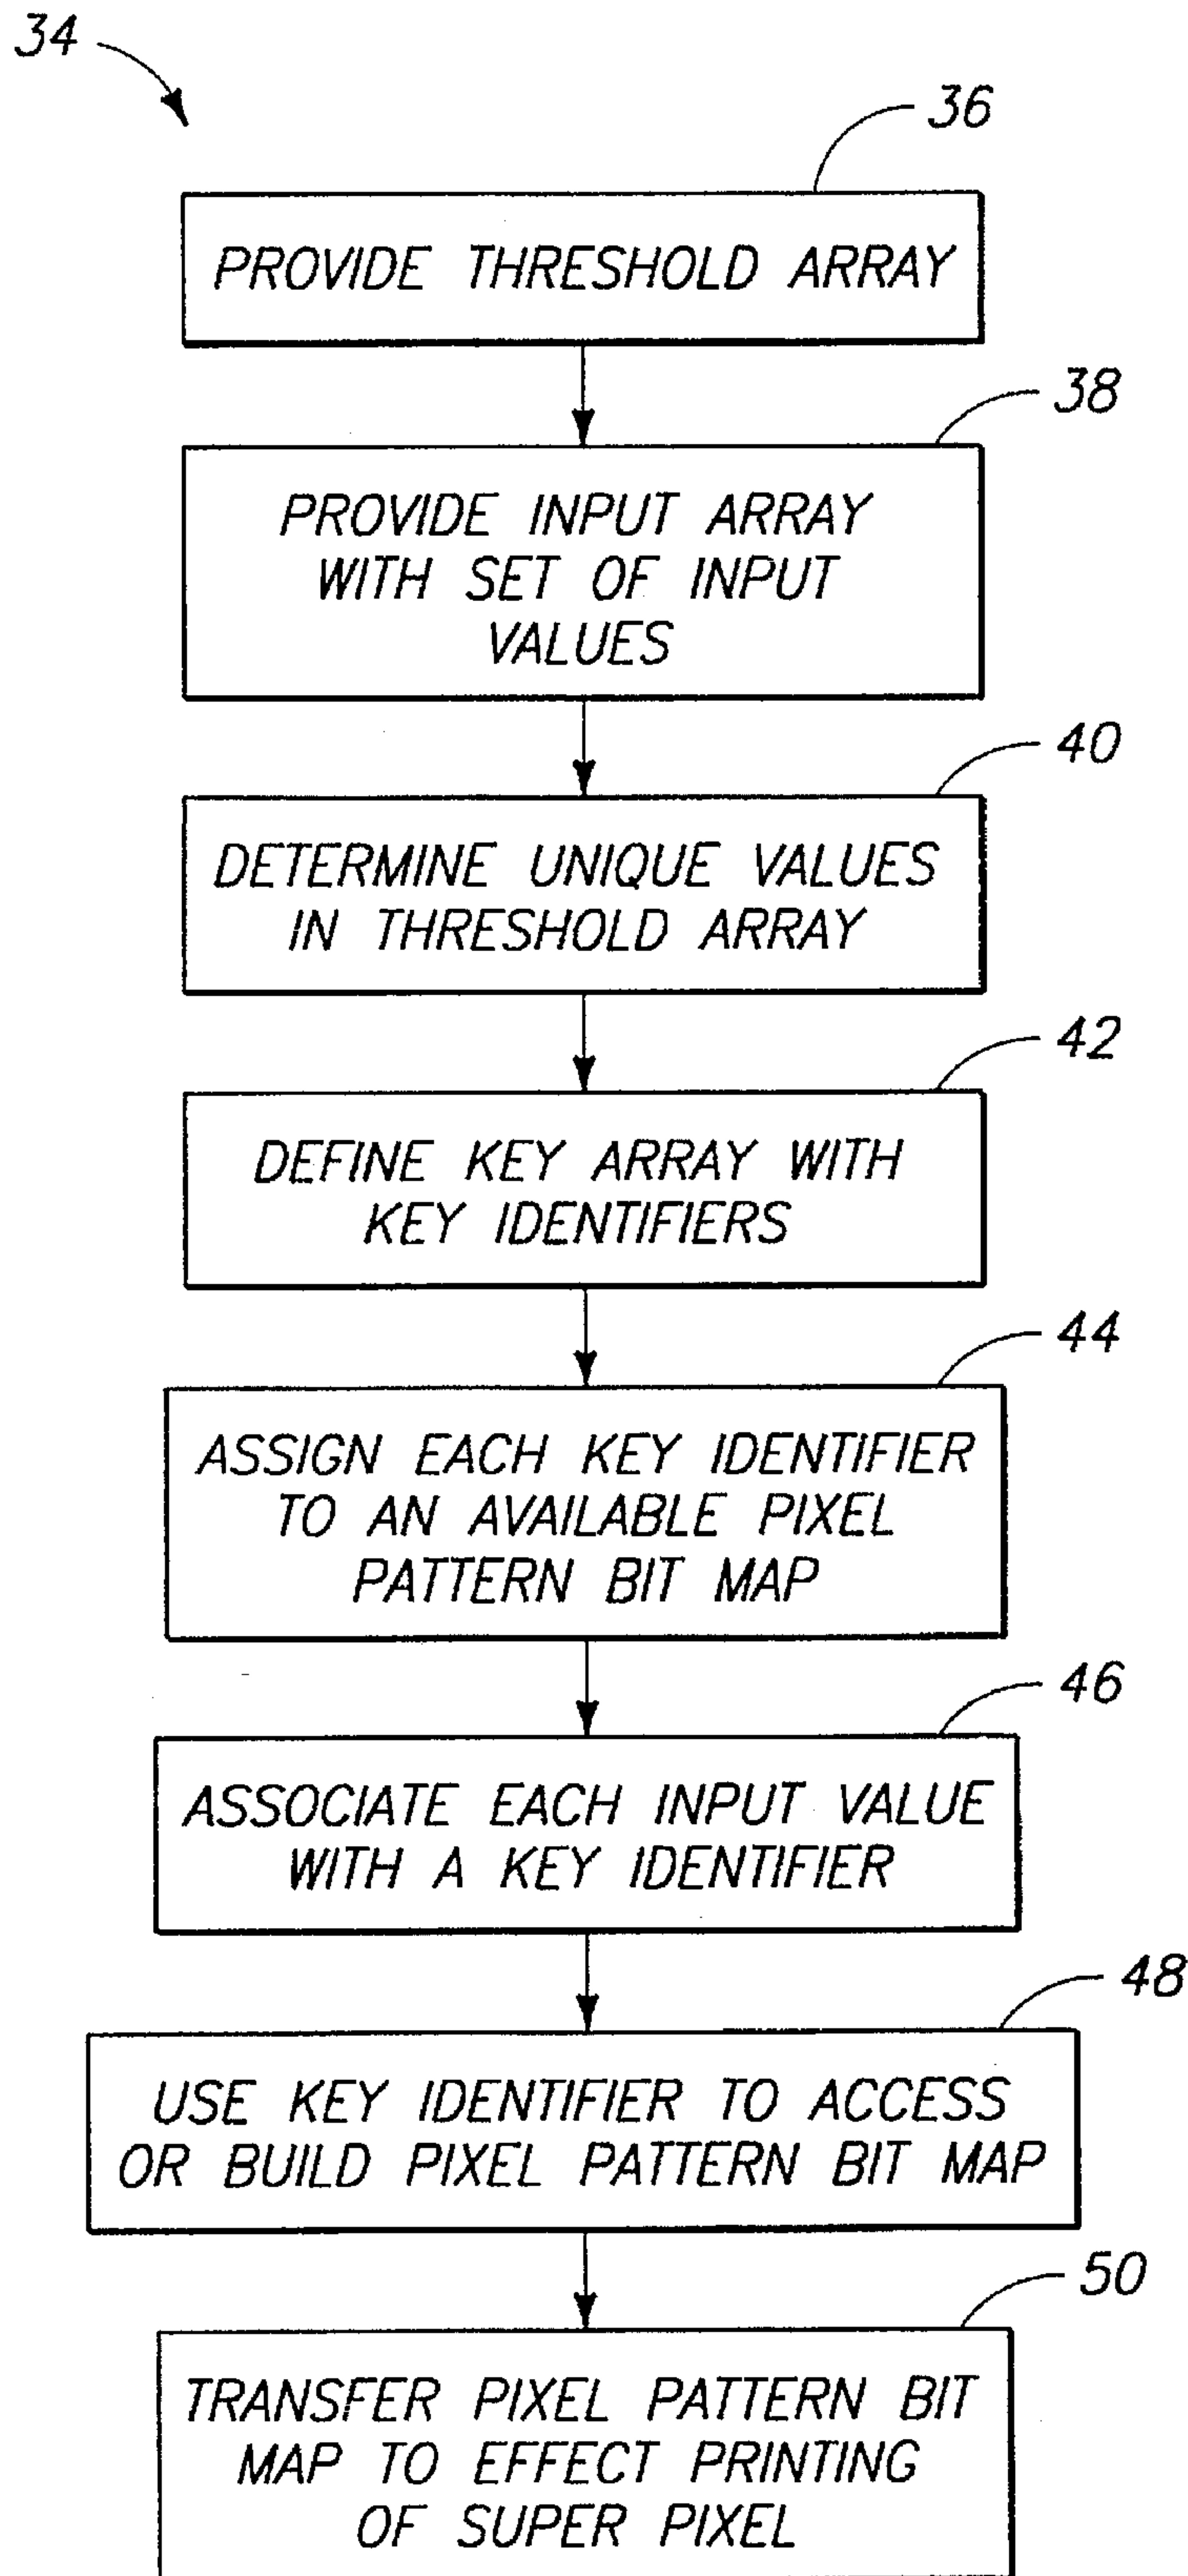 34
36
PROVIDE THRESHOLD ARRAY
38
PROVIDE INPUT ARRAY
WITH SET OF INPUT
VALUES
40
DETERMINE UNIQUE VALUES
IN THRESHOLD ARRAY
42
DEFINE KEY ARRAY WITH
KEY IDENTIFIERS
44
ASSIGN EACH KEY IDENTIFIER
TO AN AVAILABLE PIXEL
PATTERN BIT MAP
46
ASSOCIATE EACH INPUT VALUE
WITH A KEY IDENTIFIER
48
USE KEY IDENTIFIER TO ACCESS
OR BUILD PIXEL PATTERN BIT MAP
50
TRANSFER PIXEL PATTERN BIT
MAP TO EFFECT PRINTING
OF SUPER PIXEL